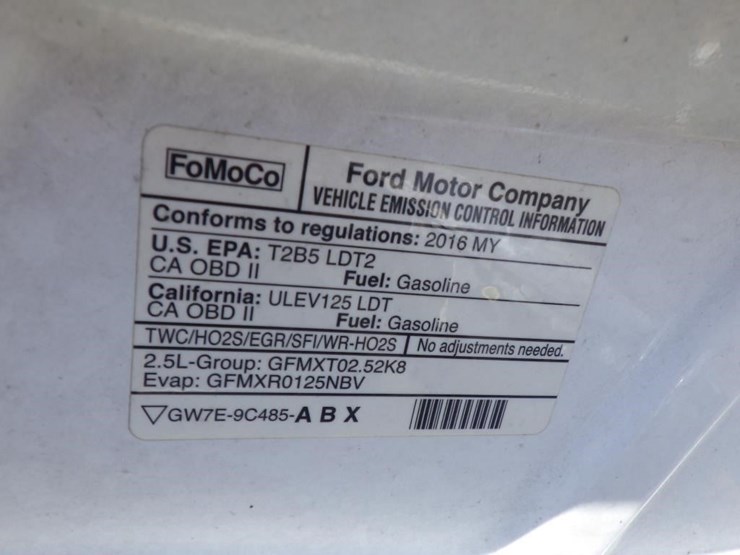 FoMoCo
Ford Motor Company
VEHICLE EMISSION CONTROL INFORMATION
Conforms to regulations: 2016 MY
U.S. EPA: T2B5 LDT2
CA OBD II Fuel: Gasoline
California: ULEV125 LDT
CA OBD II Fuel: Gasoline
TWC/HO2S/EGR/SFI/WR-HO2S No adjustments needed.
2.5L-Group: GFMXT02.52K8
Evap: GFMXR0125NBV
GW7E-9C485-A B X